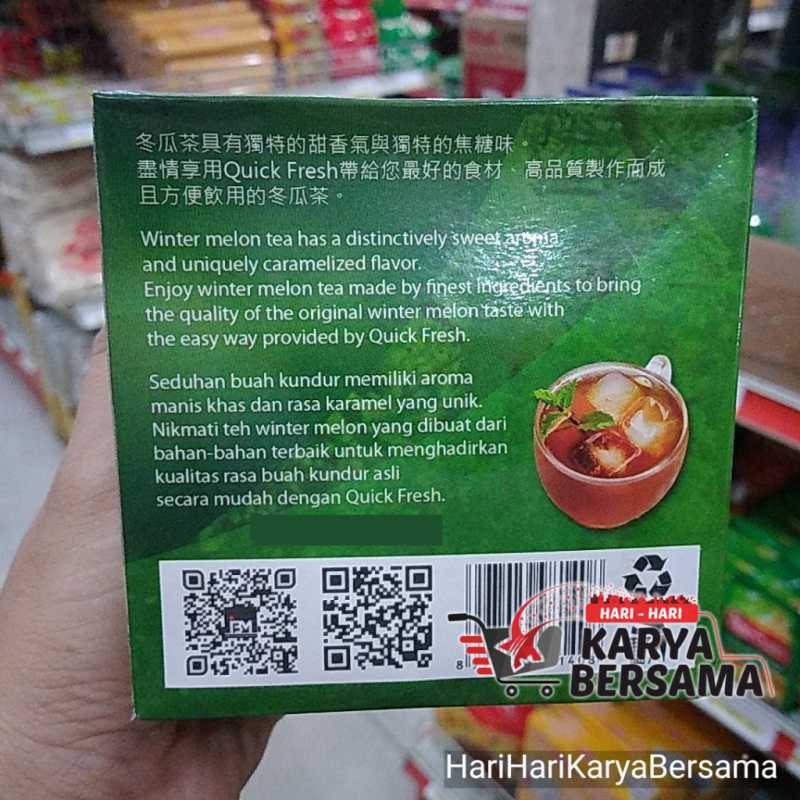 冬瓜茶具有獨特的甜香氣與獨特的焦糖味。
盡情享用Quick Fresh帶給您最好的食材、高品質製作而成
且方便飲用的冬瓜茶。
Winter melon tea has a distinctively sweet aroma
and uniquely caramelized flavor.
Enjoy winter melon tea made by finest ingredients to bring
the quality of the original winter melon taste with
the easy way provided by Quick Fresh.
Seduhan buah kundur memiliki aroma
manis khas dan rasa karamel yang unik.
Nikmati teh winter melon yang dibuat dari
bahan-bahan terbaik untuk menghadirkan
kualitas rasa buah kundur asli
secara mudah dengan Quick Fresh.
HARI - HARI
KARYA
BERSAMA
HariHariKaryaBersama